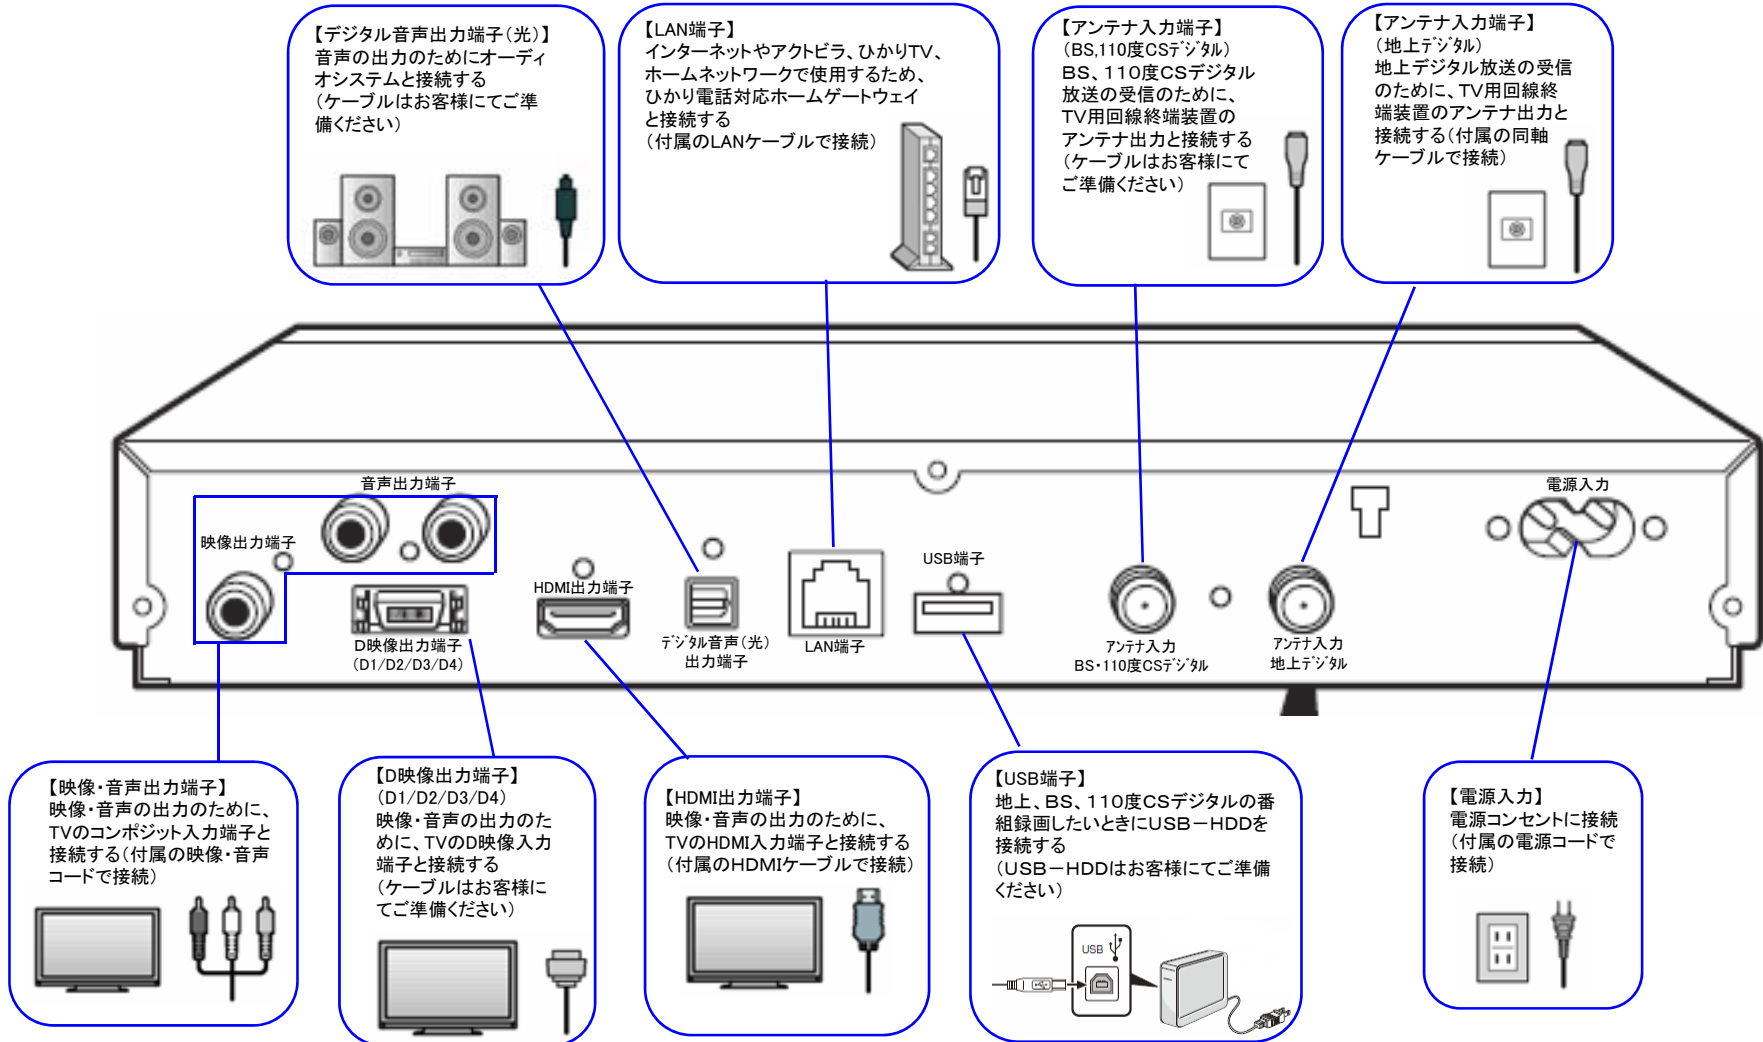 【デジタル音声出力端子(光)】
音声の出力のためにオーディ
オシステムと接続する
(ケーブルはお客様にてご準
備ください)
【LAN端子】
インターネットやアクトビラ、ひかりTV、
ホームネットワークで使用するため、
ひかり電話対応ホームゲートウェイ
と接続する
(付属のLANケーブルで接続)
【アンテナ入力端子】
(BS,110度CSデジタル)
BS、110度CSデジタル
放送の受信のために、
TV用回線終端装置の
アンテナ出力と接続する
(ケーブルはお客様にて
ご準備ください)
【アンテナ入力端子】
(地上デジタル)
地上デジタル放送の受信
のために、TV用回線終
端装置のアンテナ出力と
接続する(付属の同軸
ケーブルで接続)
音声出力端子
電源入力
映像出力端子
USB端子
HDMI出力端子
D映像出力端子
(D1/D2/D3/D4)
デジタル音声(光)
出力端子
LAN端子
アンテナ入力
BS・110度CSデジタル
アンテナ入力
地上デジタル
【映像・音声出力端子】
映像・音声の出力のために、
TVのコンポジット入力端子と
接続する(付属の映像・音声
コードで接続)
【D映像出力端子】
(D1/D2/D3/D4)
映像・音声の出力のた
めに、TVのD映像入力
端子と接続する
(ケーブルはお客様に
てご準備ください)
【HDMI出力端子】
映像・音声の出力のために、
TVのHDMI入力端子と接続する
(付属のHDMIケーブルで接続)
【USB端子】
地上、BS、110度CSデジタルの番
組録画したいときにUSB－HDDを
接続する
(USB－HDDはお客様にてご準備
ください)
USB
【電源入力】
電源コンセントに接続
(付属の電源コードで
接続)